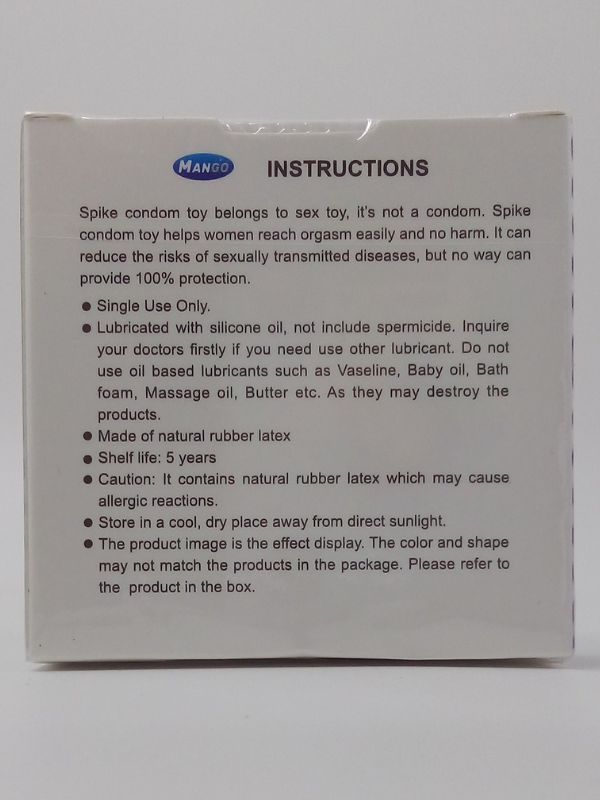 MANGO INSTRUCTIONS
Spike condom toy belongs to sex toy, it's not a condom. Spike
condom toy helps women reach orgasm easily and no harm. It can
reduce the risks of sexually transmitted diseases, but no way can
provide 100% protection.
● Single Use Only.
● Lubricated with silicone oil, not include spermicide. Inquire
your doctors firstly if you need use other lubricant. Do not
use oil based lubricants such as Vaseline, Baby oil, Bath
foam, Massage oil, Butter etc. As they may destroy the
products.
● Made of natural rubber latex
● Shelf life: 5 years
● Caution: It contains natural rubber latex which may cause
allergic reactions.
● Store in a cool, dry place away from direct sunlight.
● The product image is the effect display. The color and shape
may not match the products in the package. Please refer to
the product in the box.